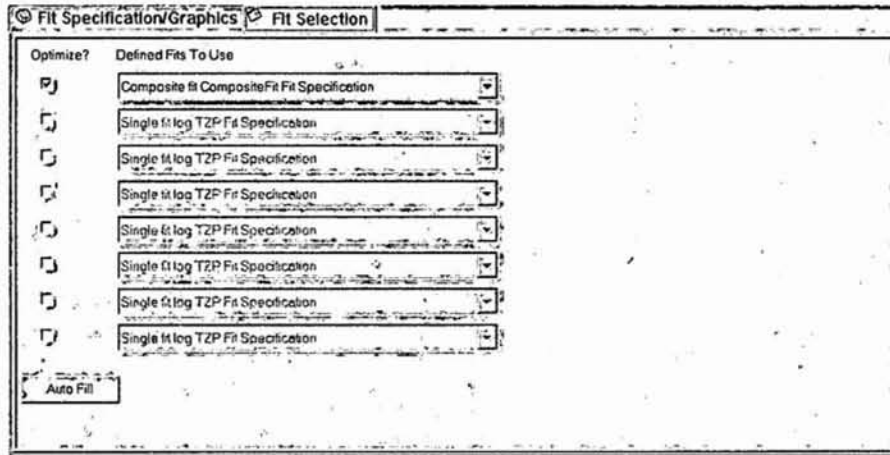 Fit Specification/Graphics Fit Selection
Optimize? Defined Fits To Use
Composite fit CompositeFit Fit Specification
Single fit log TZP Fit Specification
Single fit log TZP Fit Specification
Single fit log TZP Fit Specification
Single fit log TZP Fit Specification
Single fit log TZP Fit Specification
Single fit log TZP Fit Specification
Single fit log TZP Fit Specification
Auto Fill